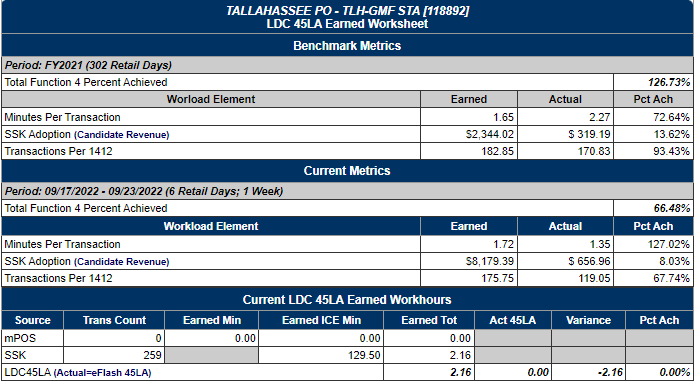 TALLAHASSEE PO - TLH-GMF STA [118892]
LDC 45LA Earned Worksheet
Benchmark Metrics
Period: FY2021 (302 Retail Days)
Total Function 4 Percent Achieved 126.73%
Worload Element Earned Actual Pct Ach
Minutes Per Transaction 1.65 2.27 72.64%
SSK Adoption (Candidate Revenue) $2,344.02 $ 319.19 13.62%
Transactions Per 1412 182.85 170.83 93.43%
Current Metrics
Period: 09/17/2022 - 09/23/2022 (6 Retail Days; 1 Week)
Total Function 4 Percent Achieved 66.48%
Workload Element Earned Actual Pct Ach
Minutes Per Transaction 1.72 1.35 127.02%
SSK Adoption (Candidate Revenue) $8,179.39 $ 656.96 8.03%
Transactions Per 1412 175.75 119.05 67.74%
Current LDC 45LA Earned Workhours
Source Trans Count Earned Min Earned ICE Min Earned Tot Act 45LA Variance Pct Ach
mPOS 0 0.00 0.00 0.00
SSK 259 129.50 2.16
LDC45LA (Actual=eFlash 45LA) 2.16 0.00 -2.16 0.00%